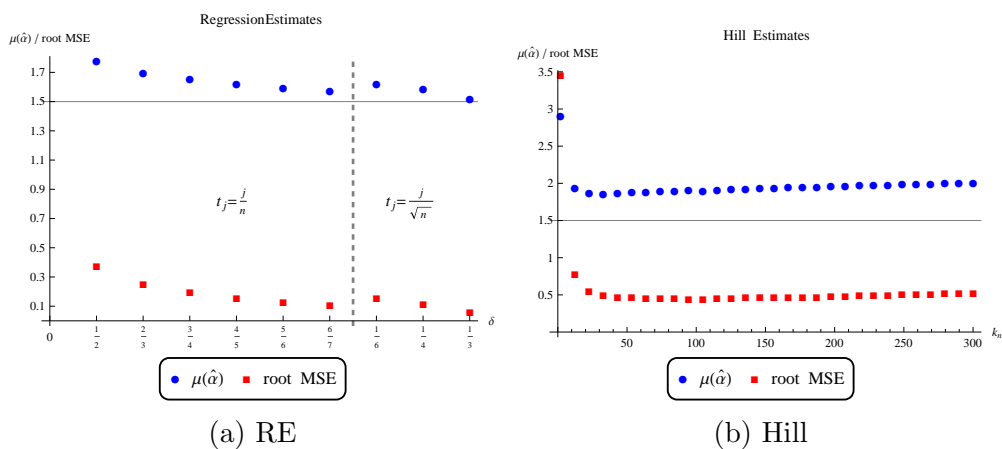 RegressionEstimates
μ(α̂) / root MSE
1.7
1.5
1.3
1.1
0.9
0.7
0.5
0.3
0.1
t_j = j/n
t_j = j/√n
0 1/2 2/3 3/4 4/5 5/6 6/7 1/6 1/4 1/3 δ
μ(α̂) root MSE
(a) RE
Hill Estimates
μ(α̂) / root MSE
3.5
3
2.5
2
1.5
1
0.5
50 100 150 200 250 300 k_n
μ(α̂) root MSE
(b) Hill